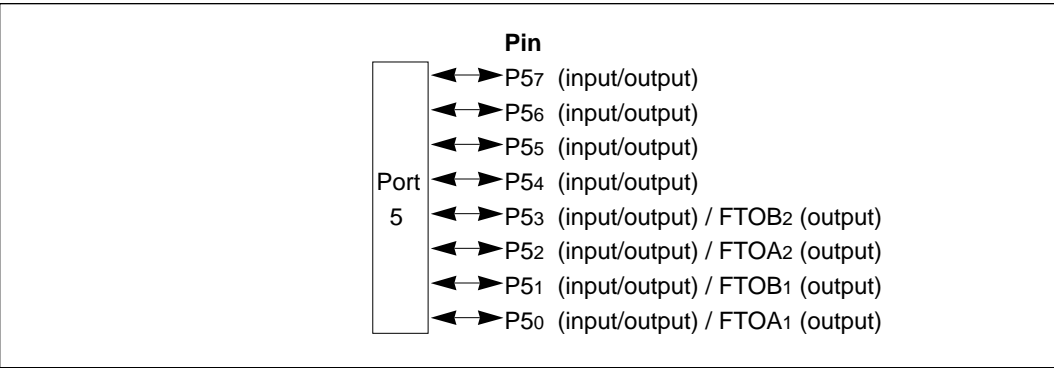 Pin
P57 (input/output)
P56 (input/output)
P55 (input/output)
P54 (input/output)
Port
5
P53 (input/output) / FTOB2 (output)
P52 (input/output) / FTOA2 (output)
P51 (input/output) / FTOB1 (output)
P50 (input/output) / FTOA1 (output)